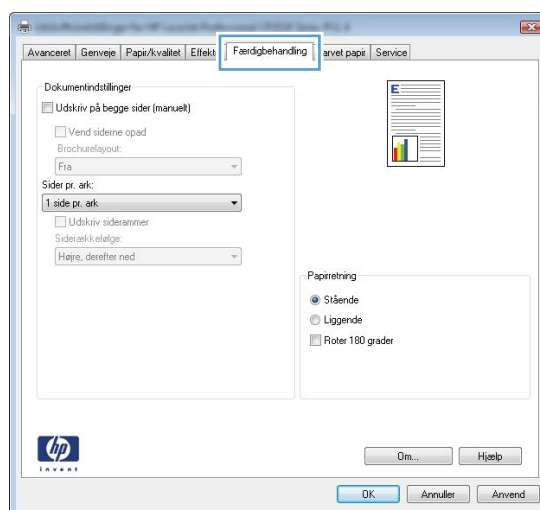 Avanceret Genveje Papir/kvalitet Effekt Færdigbehandling arvet papir Service
Dokumentindstillinger
Udskriv på begge sider (manuelt)
Vend siderne opad
Brochurelayout:
Fra
Sider pr. ark:
1 side pr. ark
Udskriv siderammer
Siderækkefølge:
Højre, derefter ned
E
Papirretning
Stående
Liggende
Roter 180 grader
hp
invent
Om... Hjælp
OK Annuller Anvend